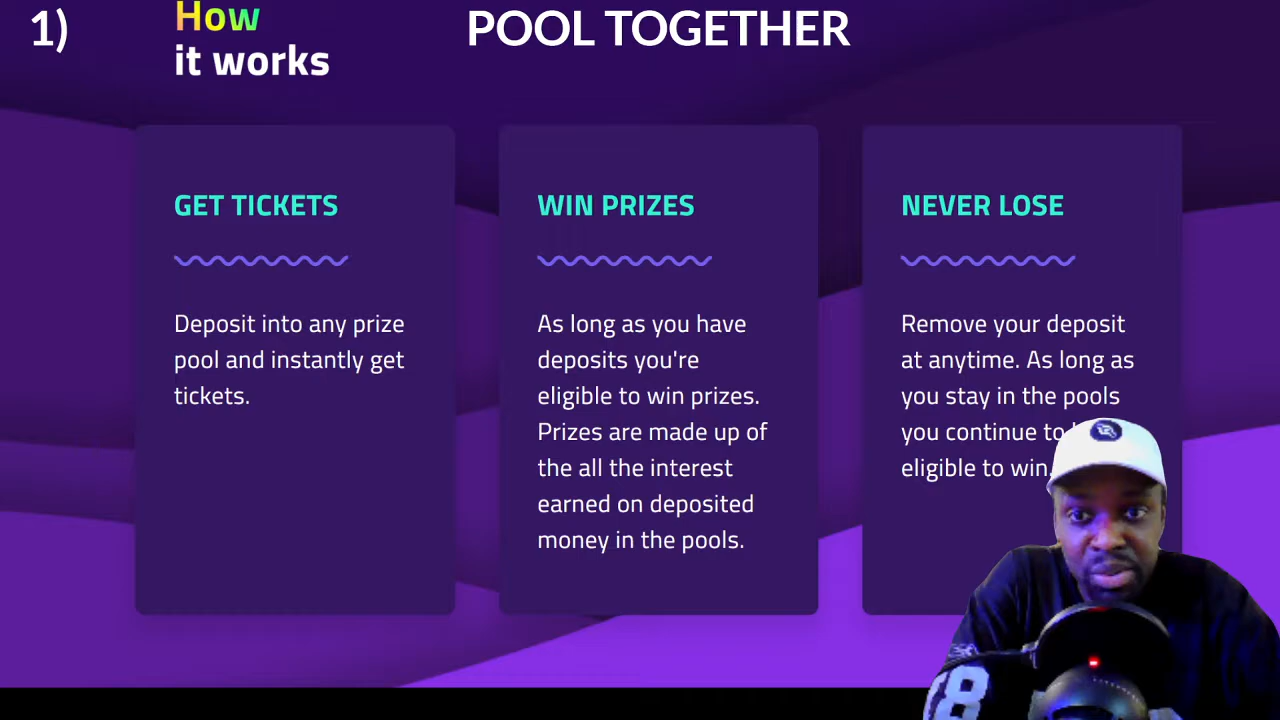 1)
How
it works
POOL TOGETHER
GET TICKETS
Deposit into any prize
pool and instantly get
tickets.
WIN PRIZES
As long as you have
deposits you're
eligible to win prizes.
Prizes are made up of
the all the interest
earned on deposited
money in the pools.
NEVER LOSE
Remove your deposit
at anytime. As long as
you stay in the pools
you continue to
eligible to win.
8